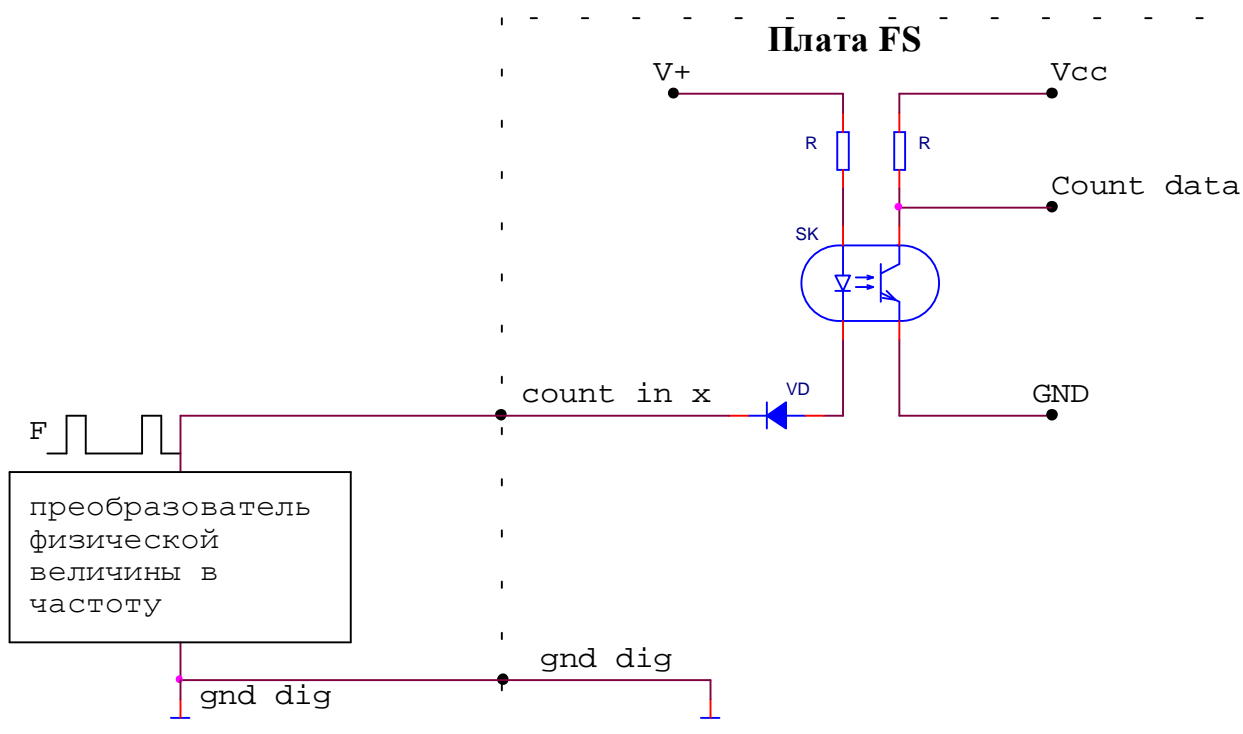 Плата FS
V+
Vcc
R
R
Count data
SK
count in x
VD
GND
F
преобразователь
физической
величины в
частоту
gnd dig
gnd dig